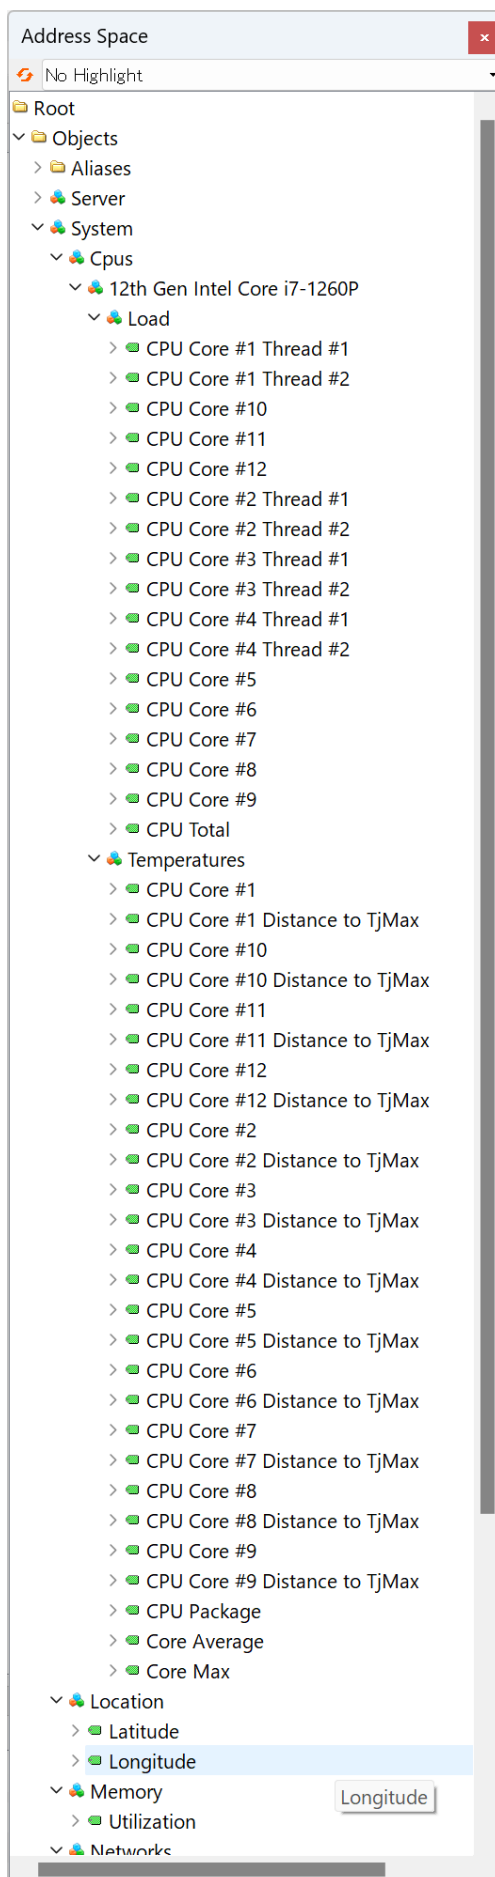 Address Space
No Highlight
Root
Objects
Aliases
Server
System
Cpus
12th Gen Intel Core i7-1260P
Load
CPU Core #1 Thread #1
CPU Core #1 Thread #2
CPU Core #10
CPU Core #11
CPU Core #12
CPU Core #2 Thread #1
CPU Core #2 Thread #2
CPU Core #3 Thread #1
CPU Core #3 Thread #2
CPU Core #4 Thread #1
CPU Core #4 Thread #2
CPU Core #5
CPU Core #6
CPU Core #7
CPU Core #8
CPU Core #9
CPU Total
Temperatures
CPU Core #1
CPU Core #1 Distance to TjMax
CPU Core #10
CPU Core #10 Distance to TjMax
CPU Core #11
CPU Core #11 Distance to TjMax
CPU Core #12
CPU Core #12 Distance to TjMax
CPU Core #2
CPU Core #2 Distance to TjMax
CPU Core #3
CPU Core #3 Distance to TjMax
CPU Core #4
CPU Core #4 Distance to TjMax
CPU Core #5
CPU Core #5 Distance to TjMax
CPU Core #6
CPU Core #6 Distance to TjMax
CPU Core #7
CPU Core #7 Distance to TjMax
CPU Core #8
CPU Core #8 Distance to TjMax
CPU Core #9
CPU Core #9 Distance to TjMax
CPU Package
Core Average
Core Max
Location
Latitude
Longitude
Memory
Longitude
Utilization
Networks